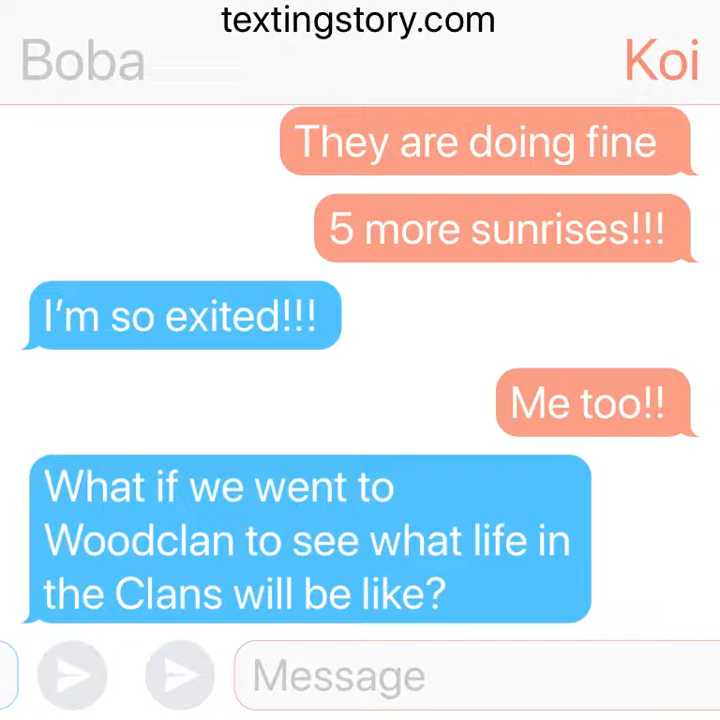 textingstory.com
Boba
Koi
They are doing fine
5 more sunrises!!!
I’m so exited!!!
Me too!!
What if we went to
Woodclan to see what life in
the Clans will be like?
Message